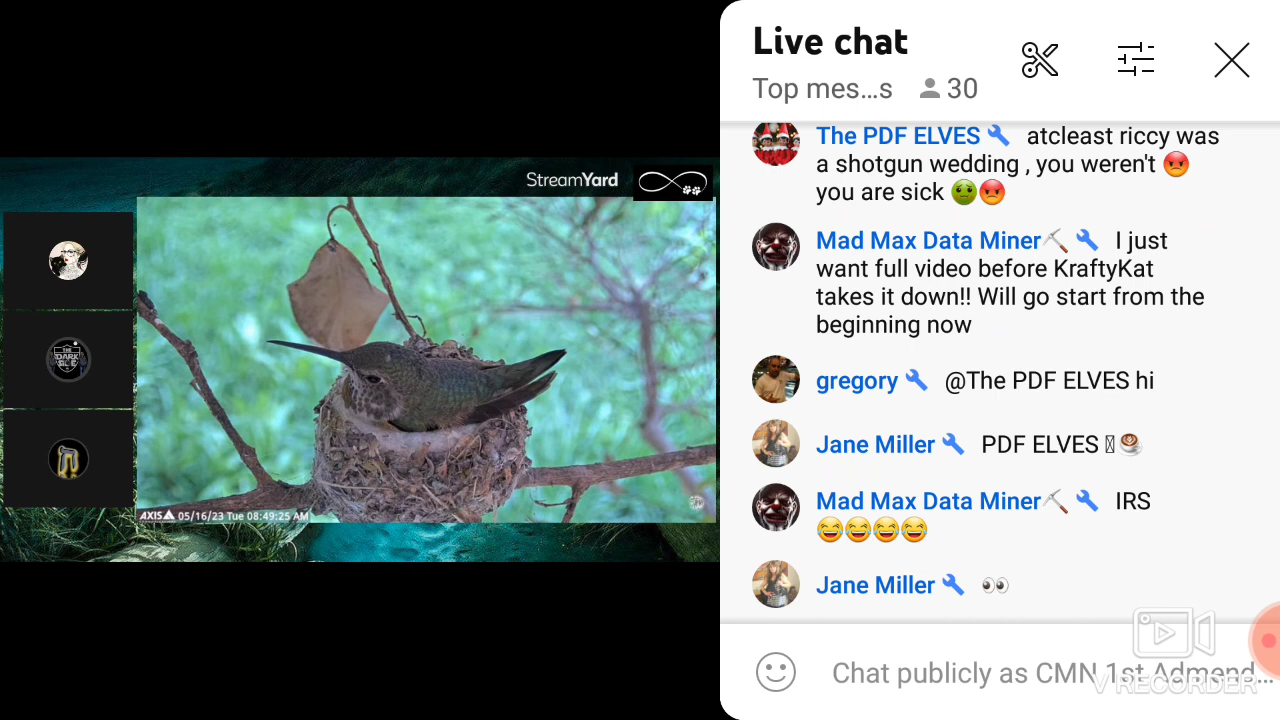 StreamYard
AXIS 05/16/23 Tue 08:49:25 AM
Live chat
Top mes...s 30
The PDF ELVES 🔧 atcleast riccy was
a shotgun wedding , you weren't 😡
you are sick 🤢😡
Mad Max Data Miner⛏️ 🔧 I just
want full video before KraftyKat
takes it down!! Will go start from the
beginning now
gregory 🔧 @The PDF ELVES hi
Jane Miller 🔧 PDF ELVES ☕
Mad Max Data Miner⛏️ 🔧 IRS
😂😂😂😂
Jane Miller 🔧 👀
Chat publicly as CMN 1st Admend...
V RECORDER